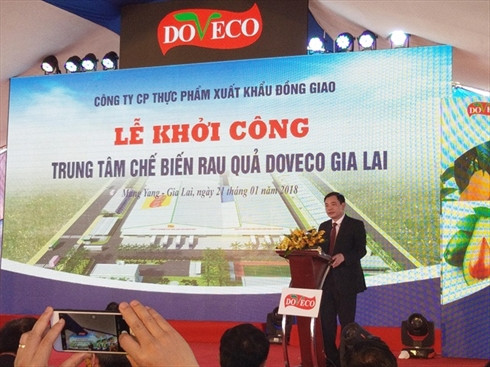 DOVECO
CÔNG TY CP THỰC PHẨM XUẤT KHẨU ĐỒNG GIAO
LỄ KHỞI CÔNG
TRUNG TÂM CHẾ BIẾN RAU QUẢ DOVECO GIA LAI
Mang Yang - Gia Lai, ngày 21 tháng 01 năm 2018
DOVECO